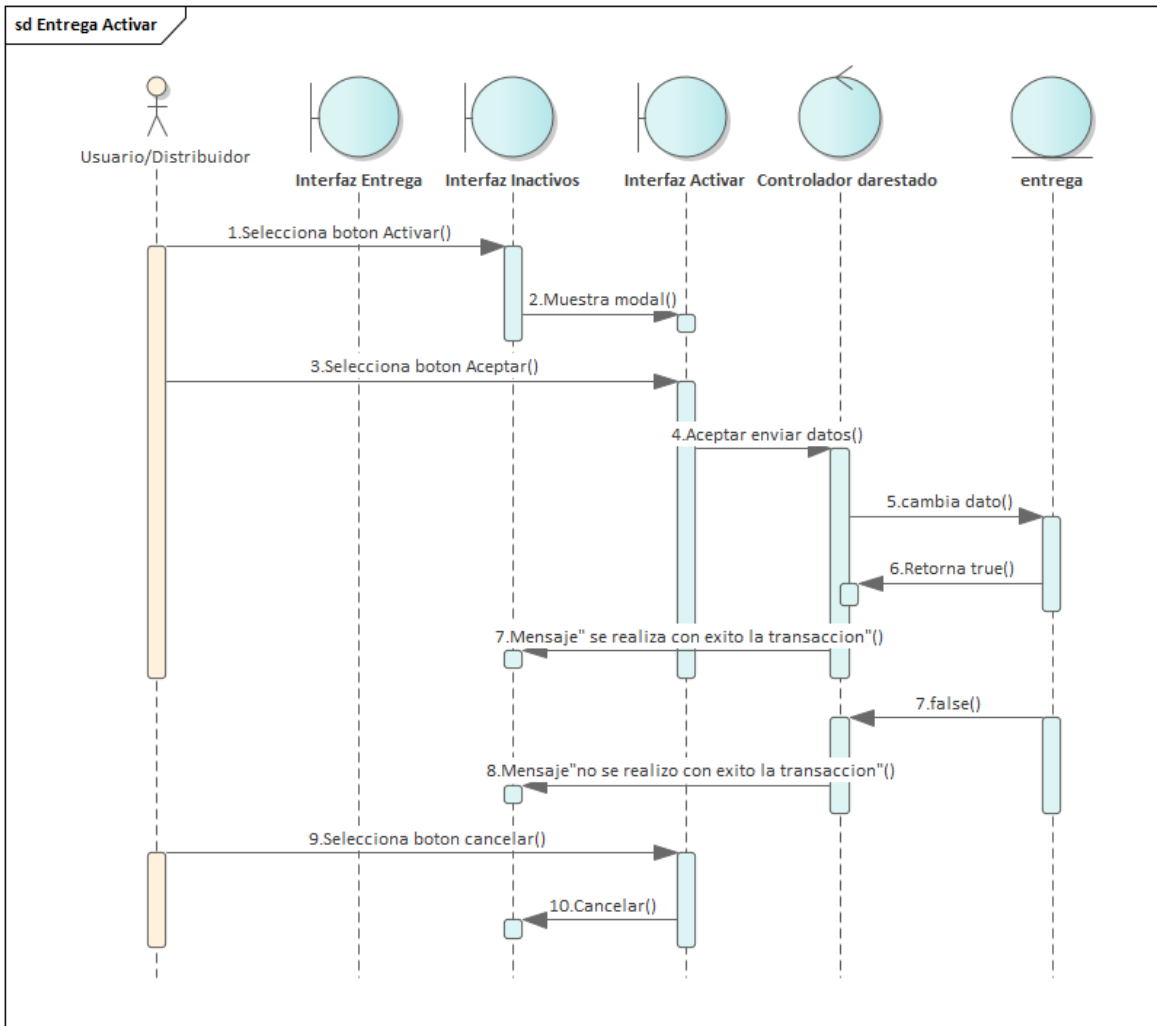 sd Entrega Activar
Usuario/Distribuidor
Interfaz Entrega
Interfaz Inactivos
Interfaz Activar
Controlador darestado
entrega
1.Selecciona boton Activar()
2.Muestra modal()
3.Selecciona boton Aceptar()
4.Aceptar enviar datos()
5.cambia dato()
6.Retorna true()
7.Mensaje" se realiza con exito la transaccion"()
7.false()
8.Mensaje"no se realizo con exito la transaccion"()
9.Selecciona boton cancelar()
10.Cancelar()